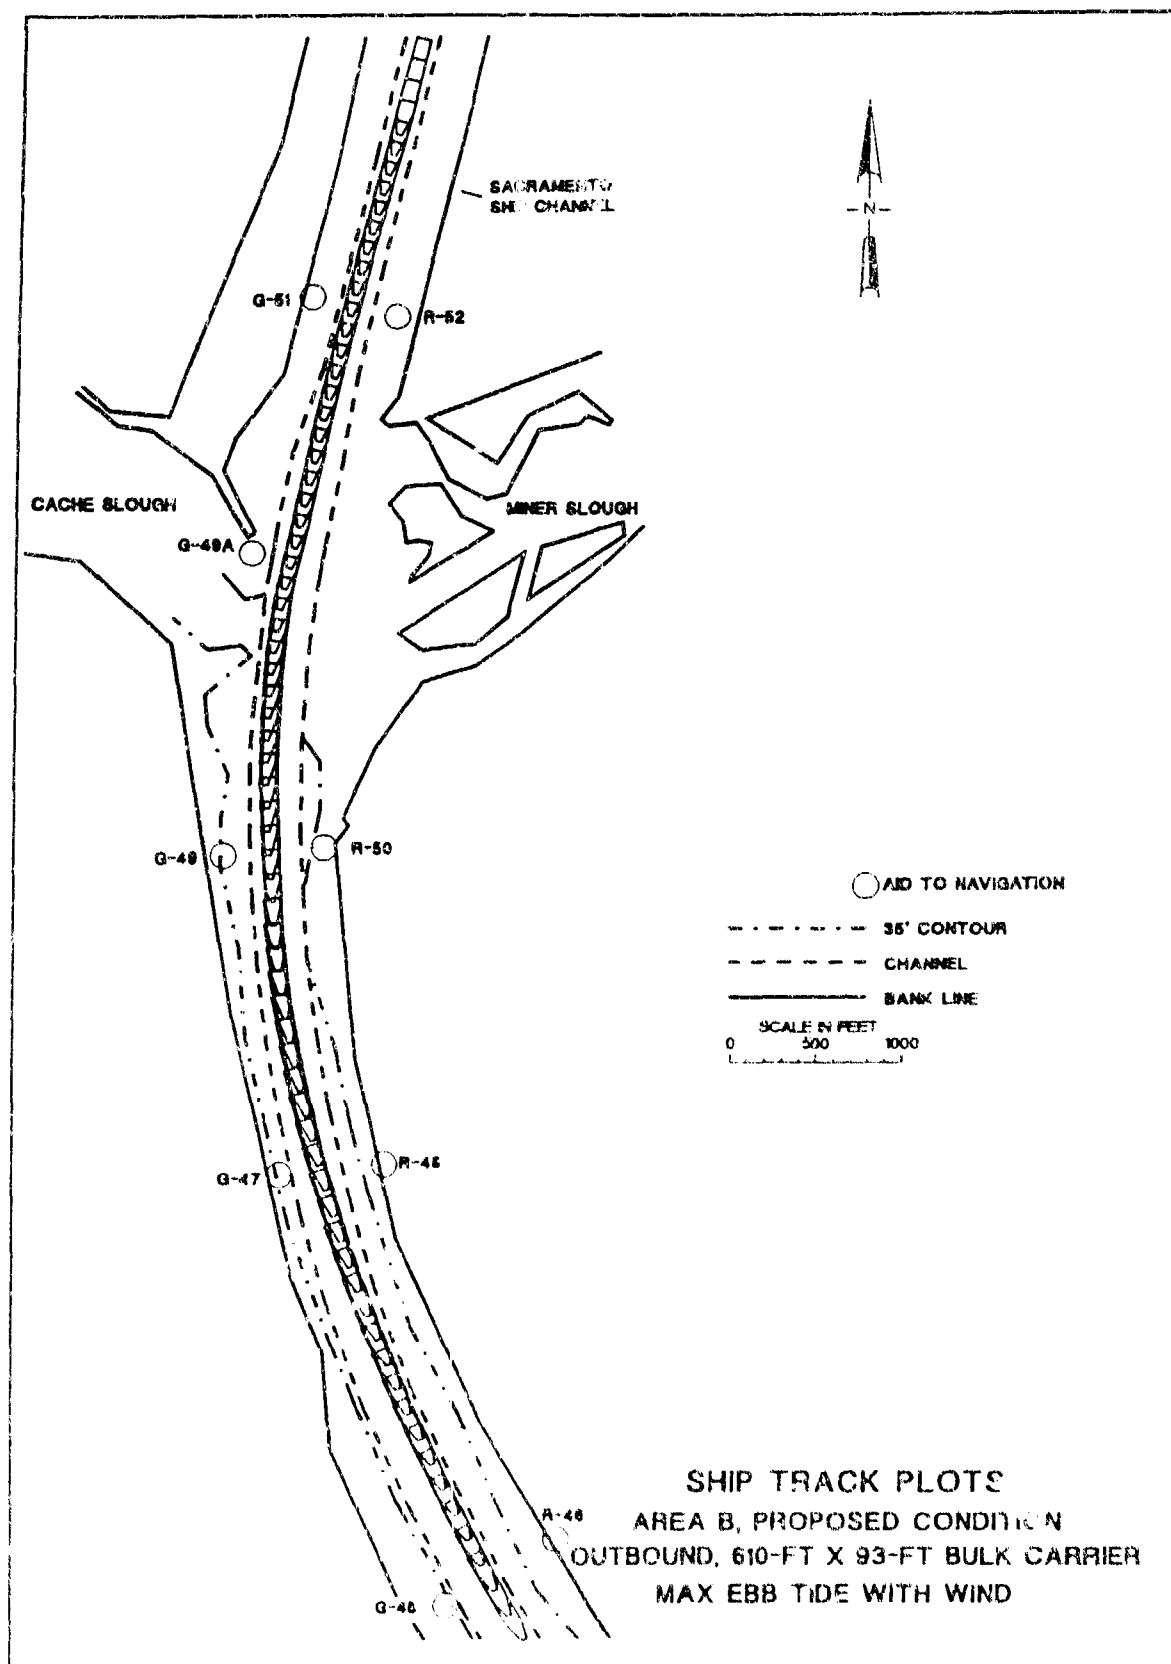 SACRAMENTO
SHIP CHANNEL
N
G-51
R-52
CACHE SLOUGH
MINER SLOUGH
G-49A
G-49
R-50
AID TO NAVIGATION
35' CONTOUR
CHANNEL
BANK LINE
SCALE IN FEET
0 500 1000
G-47
SHIP TRACK PLOTS
R-46
AREA B, PROPOSED CONDITION
OUTBOUND, 610-FT X 93-FT BULK CARRIER
MAX EBB TIDE WITH WIND